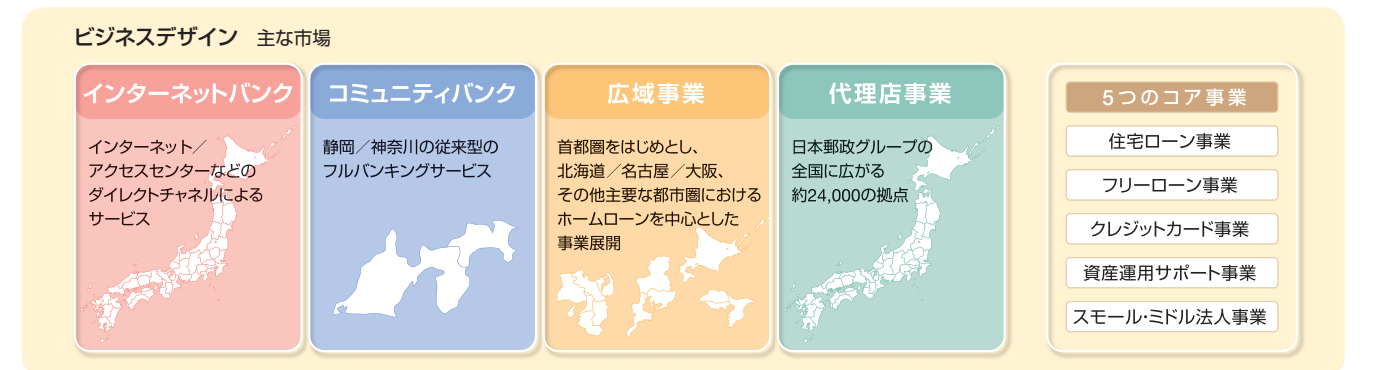 ビジネスデザイン 主な市場
インターネットバンク
インターネット／
アクセスセンターなどの
ダイレクトチャネルによる
サービス
コミュニティバンク
静岡／神奈川の従来型の
フルバンキングサービス
広域事業
首都圏をはじめとし、
北海道／名古屋／大阪、
その他主要な都市圏における
ホームローンを中心とした
事業展開
代理店事業
日本郵政グループの
全国に広がる
約24,000の拠点
5つのコア事業
住宅ローン事業
フリーローン事業
クレジットカード事業
資産運用サポート事業
スモール・ミドル法人事業